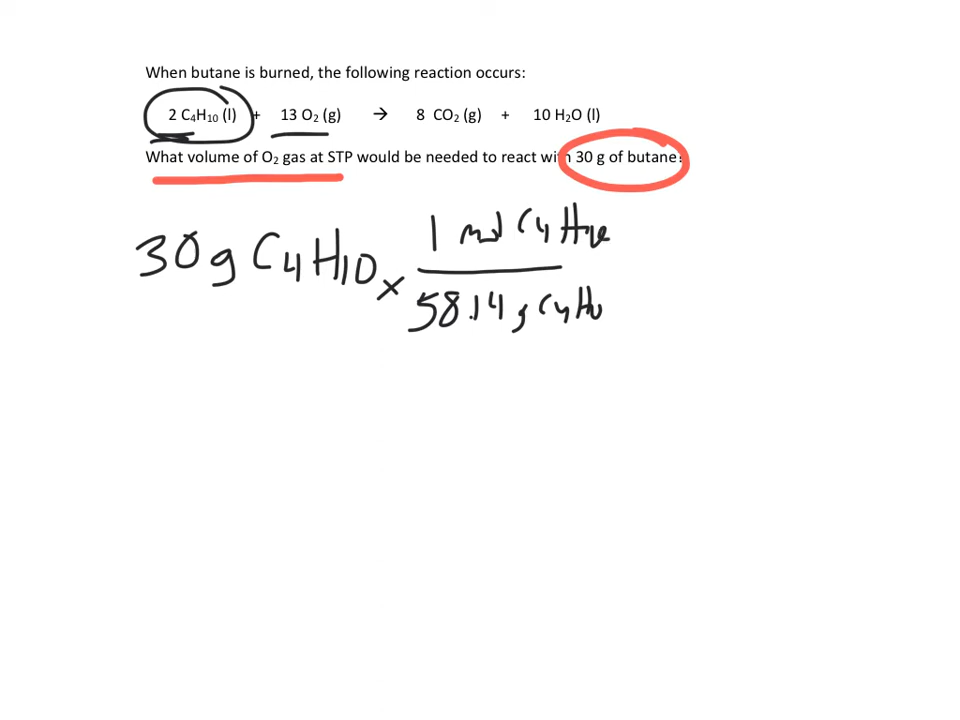 When butane is burned, the following reaction occurs:
2 C₄H₁₀ (l) + 13 O₂ (g) → 8 CO₂ (g) + 10 H₂O (l)
What volume of O₂ gas at STP would be needed to react with 30 g of butane?
30g C4H10 x 1 mol C4H10
58.14 g C4H10